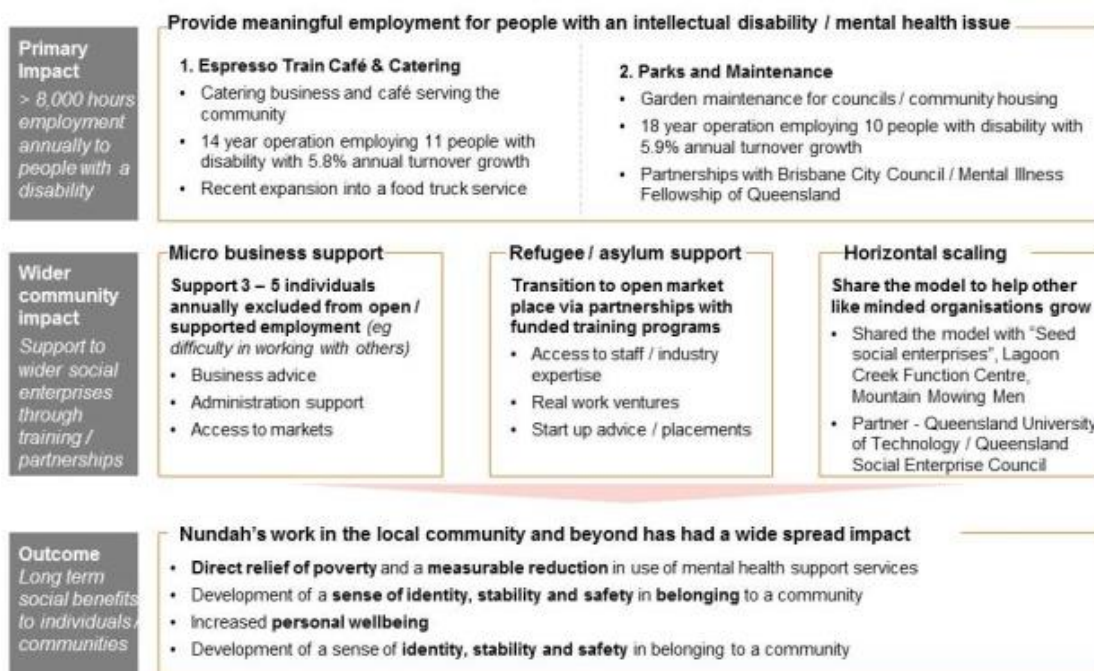 Provide meaningful employment for people with an intellectual disability / mental health issue
Primary
Impact
> 8,000 hours
employment
annually to
people with a
disability
1. Espresso Train Café & Catering
• Catering business and café serving the
community
• 14 year operation employing 11 people with
disability with 5.8% annual turnover growth
• Recent expansion into a food truck service
2. Parks and Maintenance
• Garden maintenance for councils / community housing
• 18 year operation employing 10 people with disability with
5.9% annual turnover growth
• Partnerships with Brisbane City Council / Mental Illness
Fellowship of Queensland
Wider
community
impact
Support to
wider social
enterprises
through
training /
partnerships
Micro business support
Support 3 – 5 individuals
annually excluded from open /
supported employment (eg
difficulty in working with others)
• Business advice
• Administration support
• Access to markets
Refugee / asylum support
Transition to open market
place via partnerships with
funded training programs
• Access to staff / industry
expertise
• Real work ventures
• Start up advice / placements
Horizontal scaling
Share the model to help other
like minded organisations grow
• Shared the model with “Seed
social enterprises”, Lagoon
Creek Function Centre,
Mountain Mowing Men
• Partner - Queensland University
of Technology / Queensland
Social Enterprise Council
Outcome
Long term
social benefits
to individuals /
communities
Nundah’s work in the local community and beyond has had a wide spread impact
• Direct relief of poverty and a measurable reduction in use of mental health support services
• Development of a sense of identity, stability and safety in belonging to a community
• Increased personal wellbeing
• Development of a sense of identity, stability and safety in belonging to a community